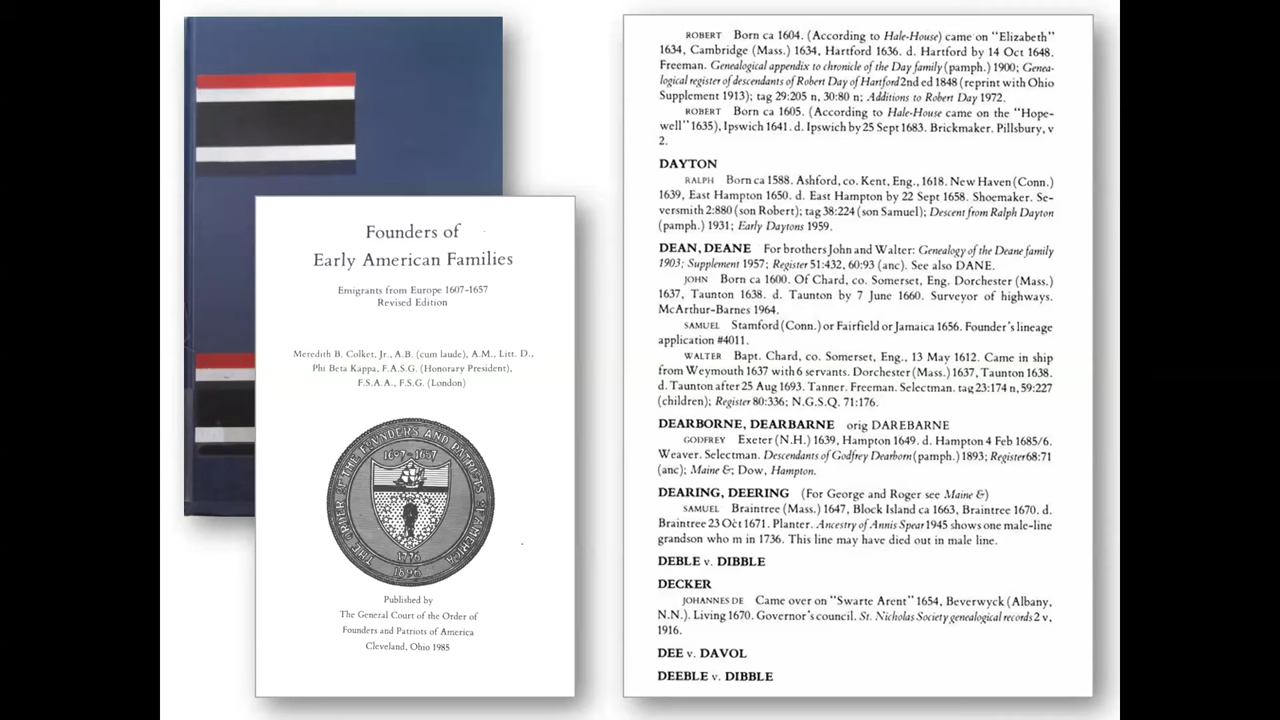 Founders of
Early American Families
Emigrants from Europe 1607-1657
Revised Edition
Meredith B. Colket, Jr., A.B. (cum laude), A.M., Litt. D.,
Phi Beta Kappa, F.A.S.G. (Honorary President),
F.S.A.A., F.S.G. (London)
THE ORDER OF THE FOUNDERS AND PATRIOTS OF AMERICA
1607-1657
1776
1896
Published by
The General Court of the Order of
Founders and Patriots of America
Cleveland, Ohio 1985
ROBERT Born ca 1604. (According to Hale-House) came on "Elizabeth"
1634, Cambridge (Mass.) 1634, Hartford 1636. d. Hartford by 14 Oct 1648.
Freeman. Genealogical appendix to chronicle of the Day family (pamph.) 1900; Genea-
logical register of descendants of Robert Day of Hartford 2nd ed 1848 (reprint with Ohio
Supplement 1913); tag 29:205 n, 30:80 n; Additions to Robert Day 1972.
ROBERT Born ca 1605. (According to Hale-House came on the "Hope-
well" 1635), Ipswich 1641. d. Ipswich by 25 Sept 1683. Brickmaker. Pillsbury, v
2.
DAYTON
RALPH Born ca 1588. Ashford, co. Kent, Eng., 1618. New Haven (Conn.)
1639, East Hampton 1650. d. East Hampton by 22 Sept 1658. Shoemaker. Se-
versmith 2:880 (son Robert); tag 38:224 (son Samuel); Descent from Ralph Dayton
(pamph.) 1931; Early Daytons 1959.
DEAN, DEANE For brothers John and Walter: Genealogy of the Deane family
1903; Supplement 1957; Register 51:432, 60:93 (anc). See also DANE.
JOHN Born ca 1600. Of Chard, co. Somerset, Eng. Dorchester (Mass.)
1637, Taunton 1638. d. Taunton by 7 June 1660. Surveyor of highways.
McArthur-Barnes 1964.
SAMUEL Stamford (Conn.) or Fairfield or Jamaica 1656. Founder's lineage
application #4011.
WALTER Bapt. Chard, co. Somerset, Eng., 13 May 1612. Came in ship
from Weymouth 1637 with 6 servants. Dorchester (Mass.) 1637, Taunton 1638.
d. Taunton after 25 Aug 1693. Tanner. Freeman. Selectman. tag 23:174 n, 59:227
(children); Register 80:336; N.G.S.Q. 71:176.
DEARBORNE, DEARBARNE orig DAREBARNE
GODFREY Exeter (N.H.) 1639, Hampton 1649. d. Hampton 4 Feb 1685/6.
Weaver. Selectman. Descendants of Godfrey Dearborn (pamph.) 1893; Register 68:71
(anc); Maine &; Dow, Hampton.
DEARING, DEERING (For George and Roger see Maine &)
SAMUEL Braintree (Mass.) 1647, Block Island ca 1663, Braintree 1670. d.
Braintree 23 Oct 1671. Planter. Ancestry of Annis Spear 1945 shows one male-line
grandson who m in 1736. This line may have died out in male line.
DEBLE v. DIBBLE
DECKER
JOHANNES DE Came over on "Swarte Arent" 1654, Beverwyck (Albany,
N.N.). Living 1670. Governor's council. St. Nicholas Society genealogical records 2 v,
1916.
DEE v. DAVOL
DEEBLE v. DIBBLE